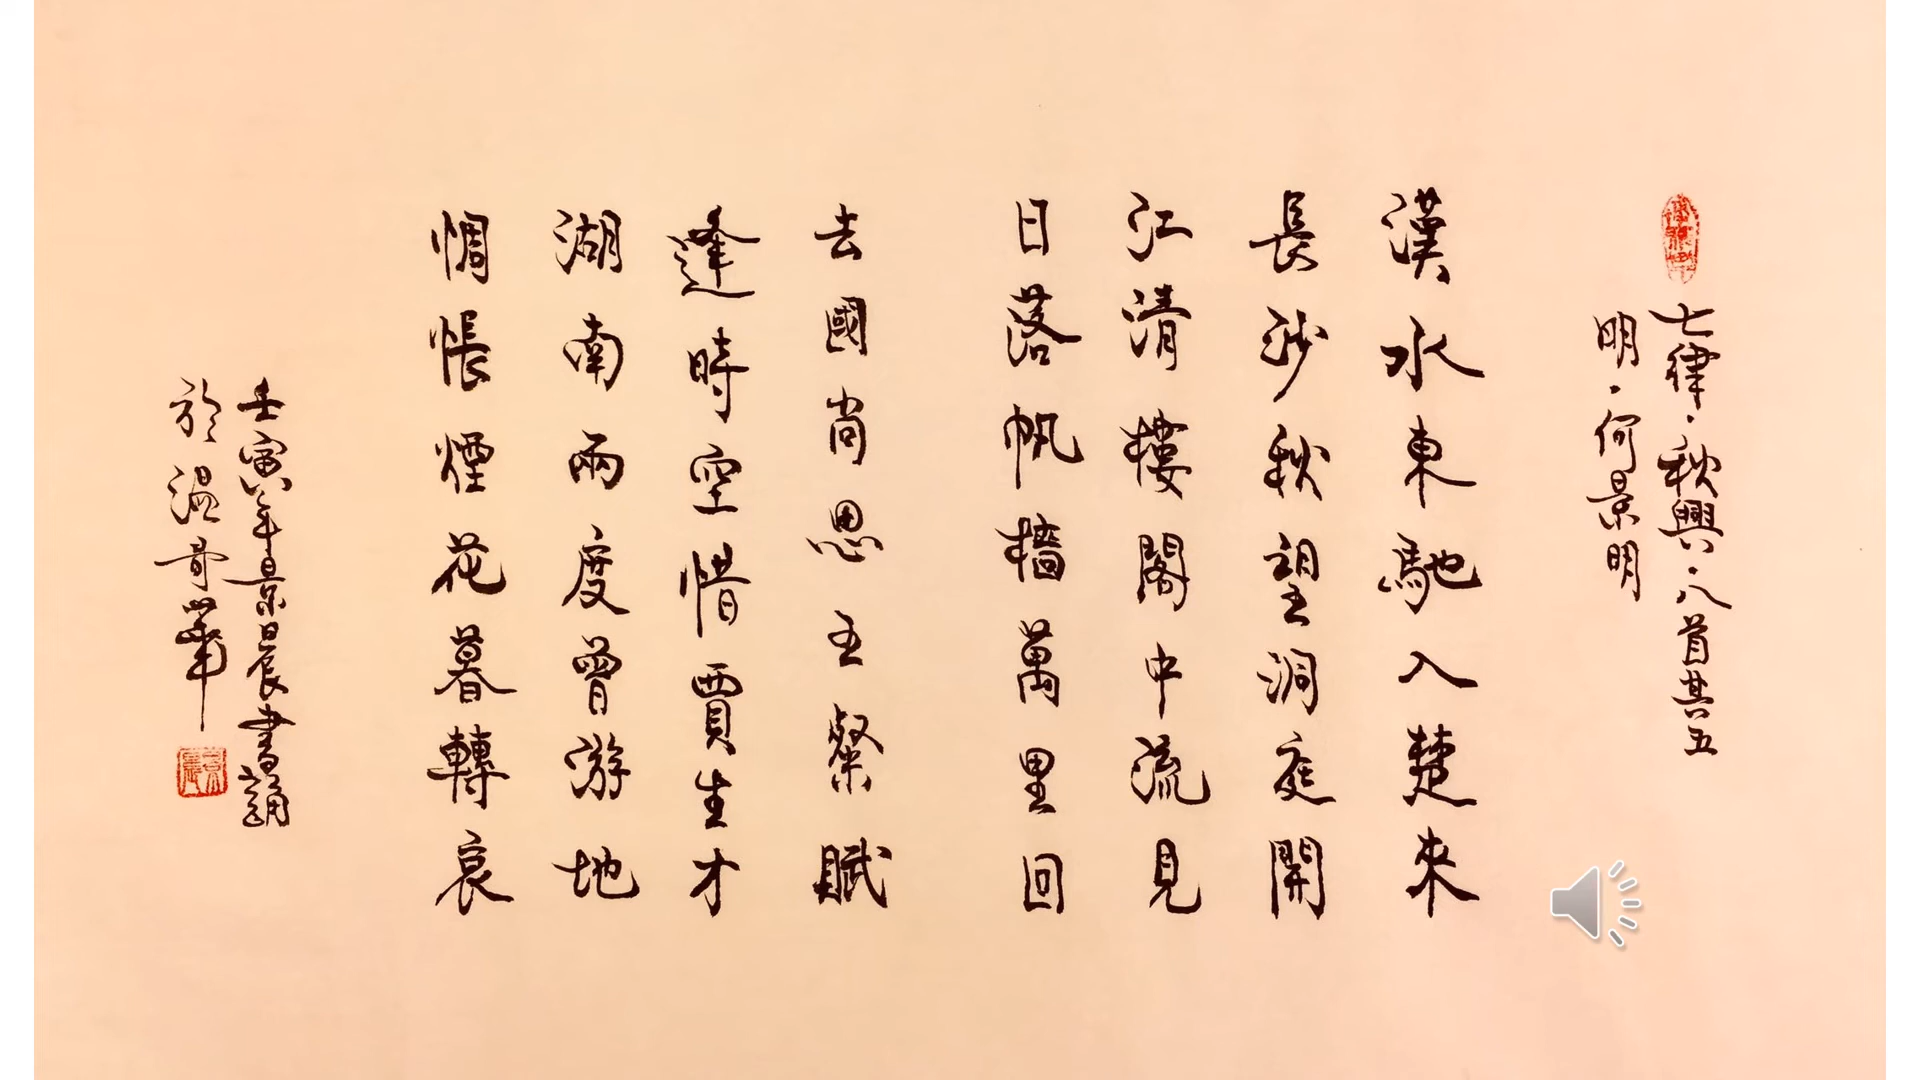 七律·秋興·八首其五
明·何景明
漢水東馳入楚來
長沙秋望洞庭開
江清樓閣中流見
日落帆檣萬里回
去國尚思王粲賦
逢時空惜賈生才
湖南兩度曾游地
惆悵煙花暮轉哀
壬寅年景晨書誦
於溫哥華
景晨